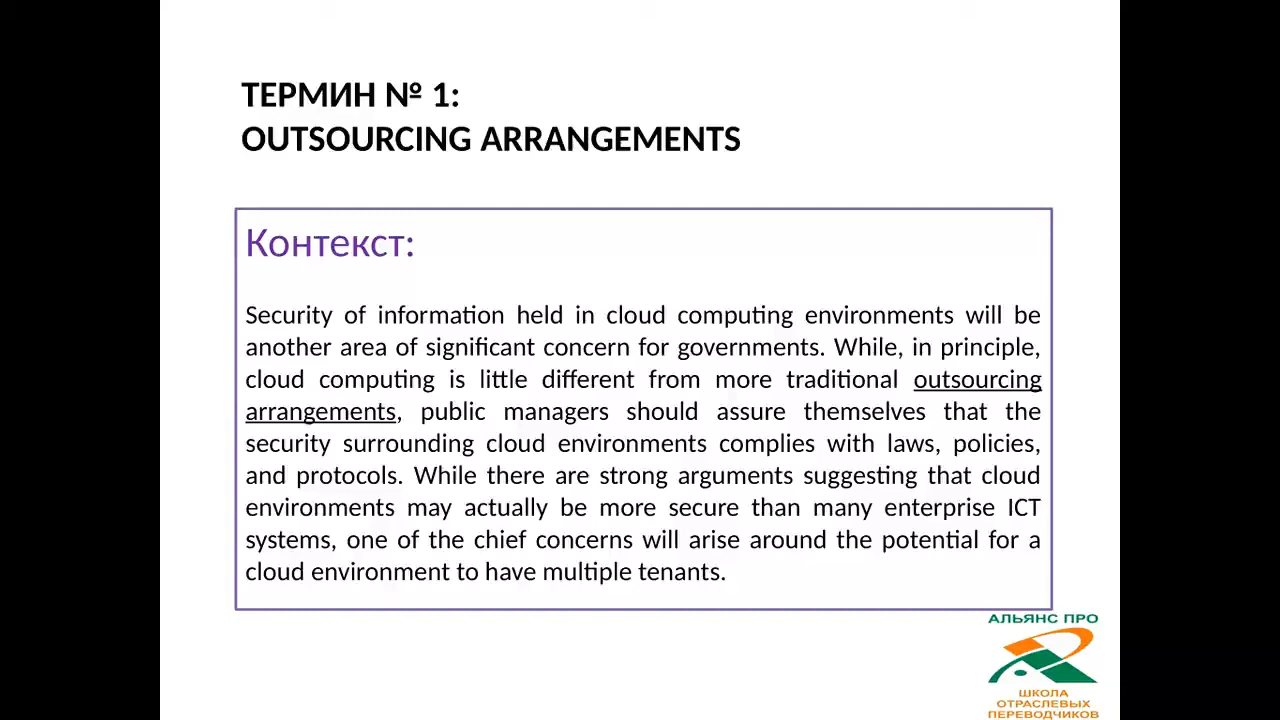 ТЕРМИН № 1:
OUTSOURCING ARRANGEMENTS
Контекст:
Security of information held in cloud computing environments will be
another area of significant concern for governments. While, in principle,
cloud computing is little different from more traditional outsourcing
arrangements, public managers should assure themselves that the
security surrounding cloud environments complies with laws, policies,
and protocols. While there are strong arguments suggesting that cloud
environments may actually be more secure than many enterprise ICT
systems, one of the chief concerns will arise around the potential for a
cloud environment to have multiple tenants.
АЛЬЯНС ПРО
ШКОЛА
ОТРАСЛЕВЫХ
ПЕРЕВОДЧИКОВ